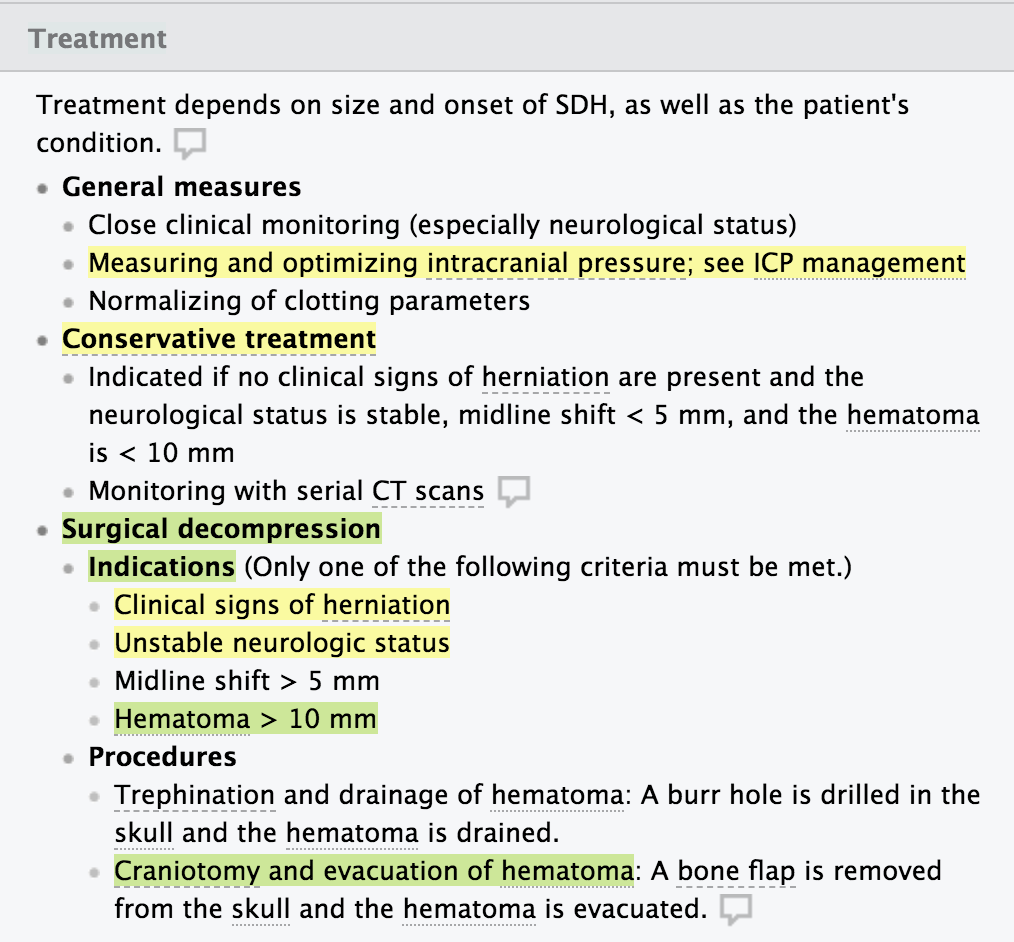 Treatment
Treatment depends on size and onset of SDH, as well as the patient's
condition.
General measures
Close clinical monitoring (especially neurological status)
Measuring and optimizing intracranial pressure; see ICP management
Normalizing of clotting parameters
Conservative treatment
Indicated if no clinical signs of herniation are present and the
neurological status is stable, midline shift < 5 mm, and the hematoma
is < 10 mm
Monitoring with serial CT scans
Surgical decompression
Indications (Only one of the following criteria must be met.)
Clinical signs of herniation
Unstable neurologic status
Midline shift > 5 mm
Hematoma > 10 mm
Procedures
Trephination and drainage of hematoma: A burr hole is drilled in the
skull and the hematoma is drained.
Craniotomy and evacuation of hematoma: A bone flap is removed
from the skull and the hematoma is evacuated.